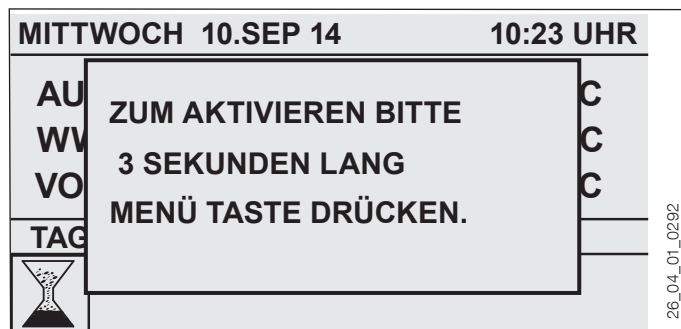 MITTWOCH 10.SEP 14 10:23 UHR
AU C
ZUM AKTIVIEREN BITTE
WW C
3 SEKUNDEN LANG
VO C
MENÜ TASTE DRÜCKEN.
TAG
26_04_01_0292